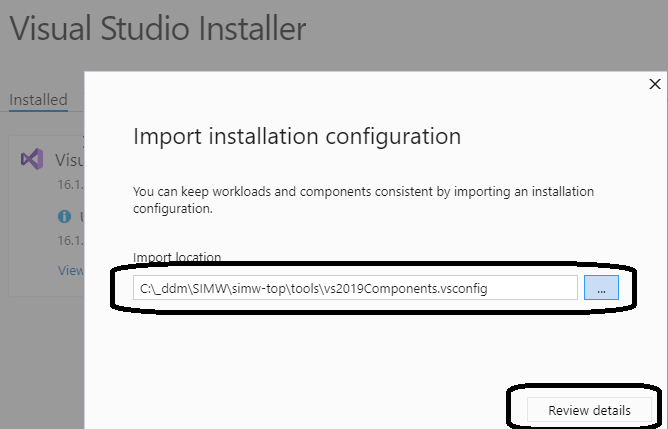 Visual Studio Installer
Installed
Import installation configuration
Visu
You can keep workloads and components consistent by importing an installation
configuration.
16.1.
16.1.
View
Import location
C:\_ddm\SIMW\simw-top\tools\vs2019Components.vsconfig
...
Review details